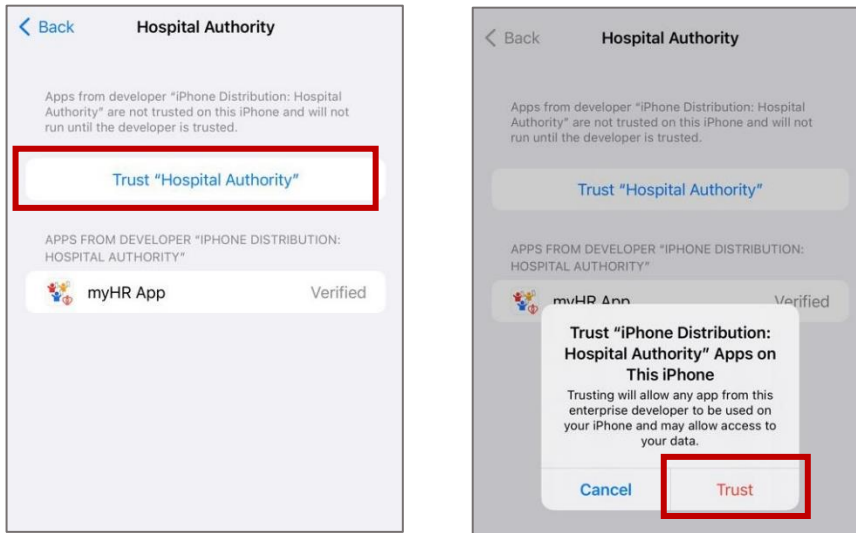 Back
Hospital Authority
Apps from developer “iPhone Distribution: Hospital
Authority” are not trusted on this iPhone and will not
run until the developer is trusted.
Trust “Hospital Authority”
APPS FROM DEVELOPER “IPHONE DISTRIBUTION:
HOSPITAL AUTHORITY”
myHR App
Verified
Back
Hospital Authority
Apps from developer “iPhone Distribution: Hospital
Authority” are not trusted on this iPhone and will not
run until the developer is trusted.
Trust “Hospital Authority”
APPS FROM DEVELOPER “IPHONE DISTRIBUTION:
HOSPITAL AUTHORITY”
myHR App
Verified
Trust “iPhone Distribution:
Hospital Authority” Apps on
This iPhone
Trusting will allow any app from this
enterprise developer to be used on
your iPhone and may allow access to
your data.
Cancel
Trust